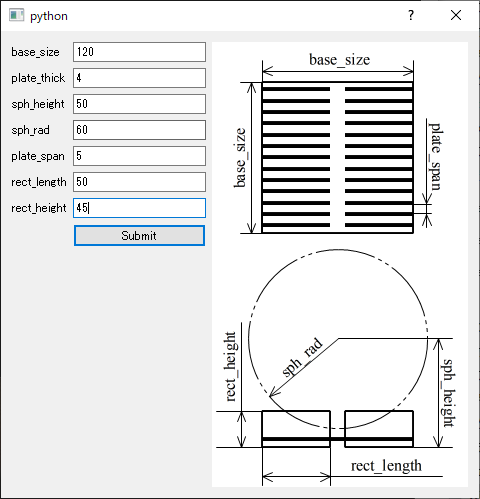 python
?
base_size 120
plate_thick 4
sph_height 50
sph_rad 60
plate_span 5
rect_length 50
rect_height 45
Submit
base_size
base_size
plate_span
sph_rad
rect_height
sph_height
rect_length